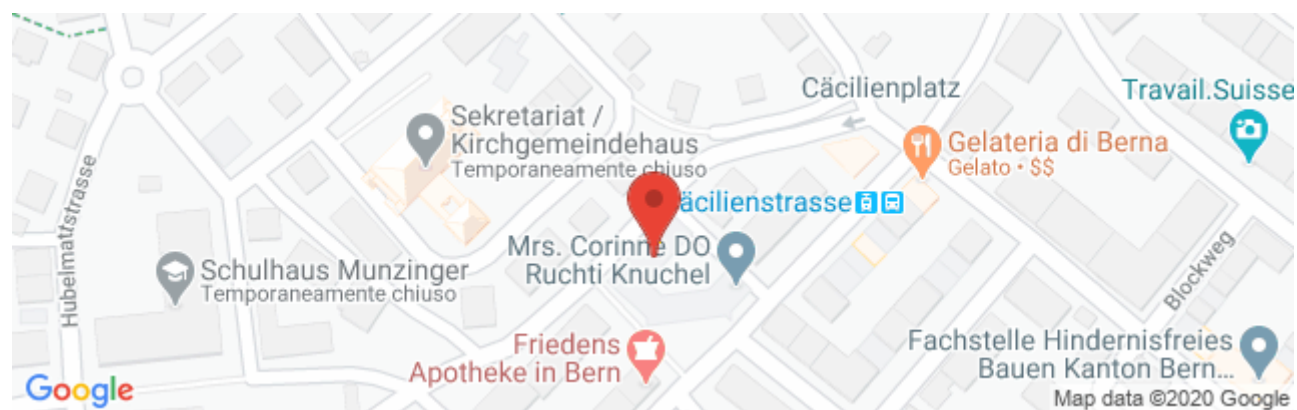 Cäcilienplatz
Travail.Suisse
Sekretariat /
Kirchgemeindehaus
Temporaneamente chiuso
Gelateria di Berna
Gelato • $$
Hubelmattstrasse
äcilienstrasse
Mrs. Corinne DO
Ruchti Knuchel
Schulhaus Munzinger
Temporaneamente chiuso
Blockweg
Friedens
Apotheke in Bern
Fachstelle Hindernisfreies
Bauen Kanton Bern...
Google
Map data ©2020 Google